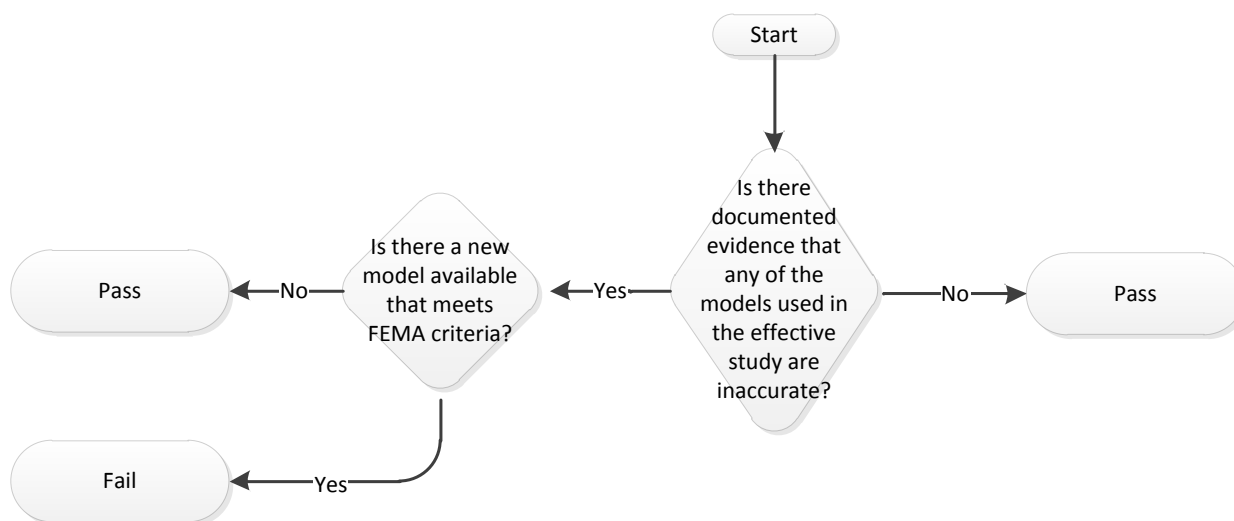 Start
Is there
documented
evidence that
any of the
models used in
the effective
study are
inaccurate?
Yes
No
Pass
Is there a new
model available
that meets
FEMA criteria?
No
Pass
Yes
Fail